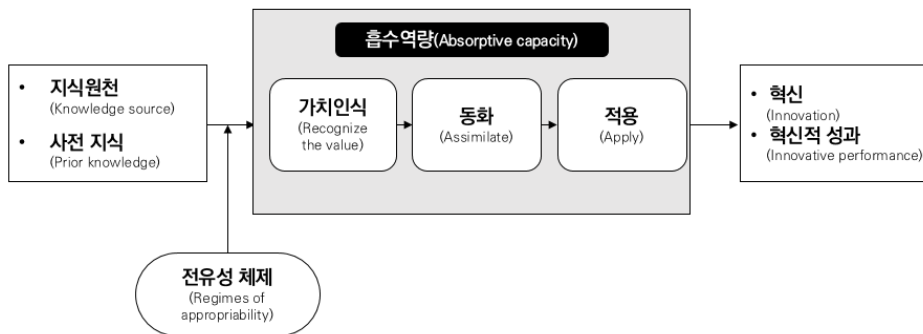 흡수역량(Absorptive capacity)
• 지식원천
(Knowledge source)
• 사전 지식
(Prior knowledge)
가치인식
(Recognize
the value)
동화
(Assimilate)
적용
(Apply)
• 혁신
(Innovation)
• 혁신적 성과
(Innovative performance)
전유성 체제
(Regimes of
appropriability)